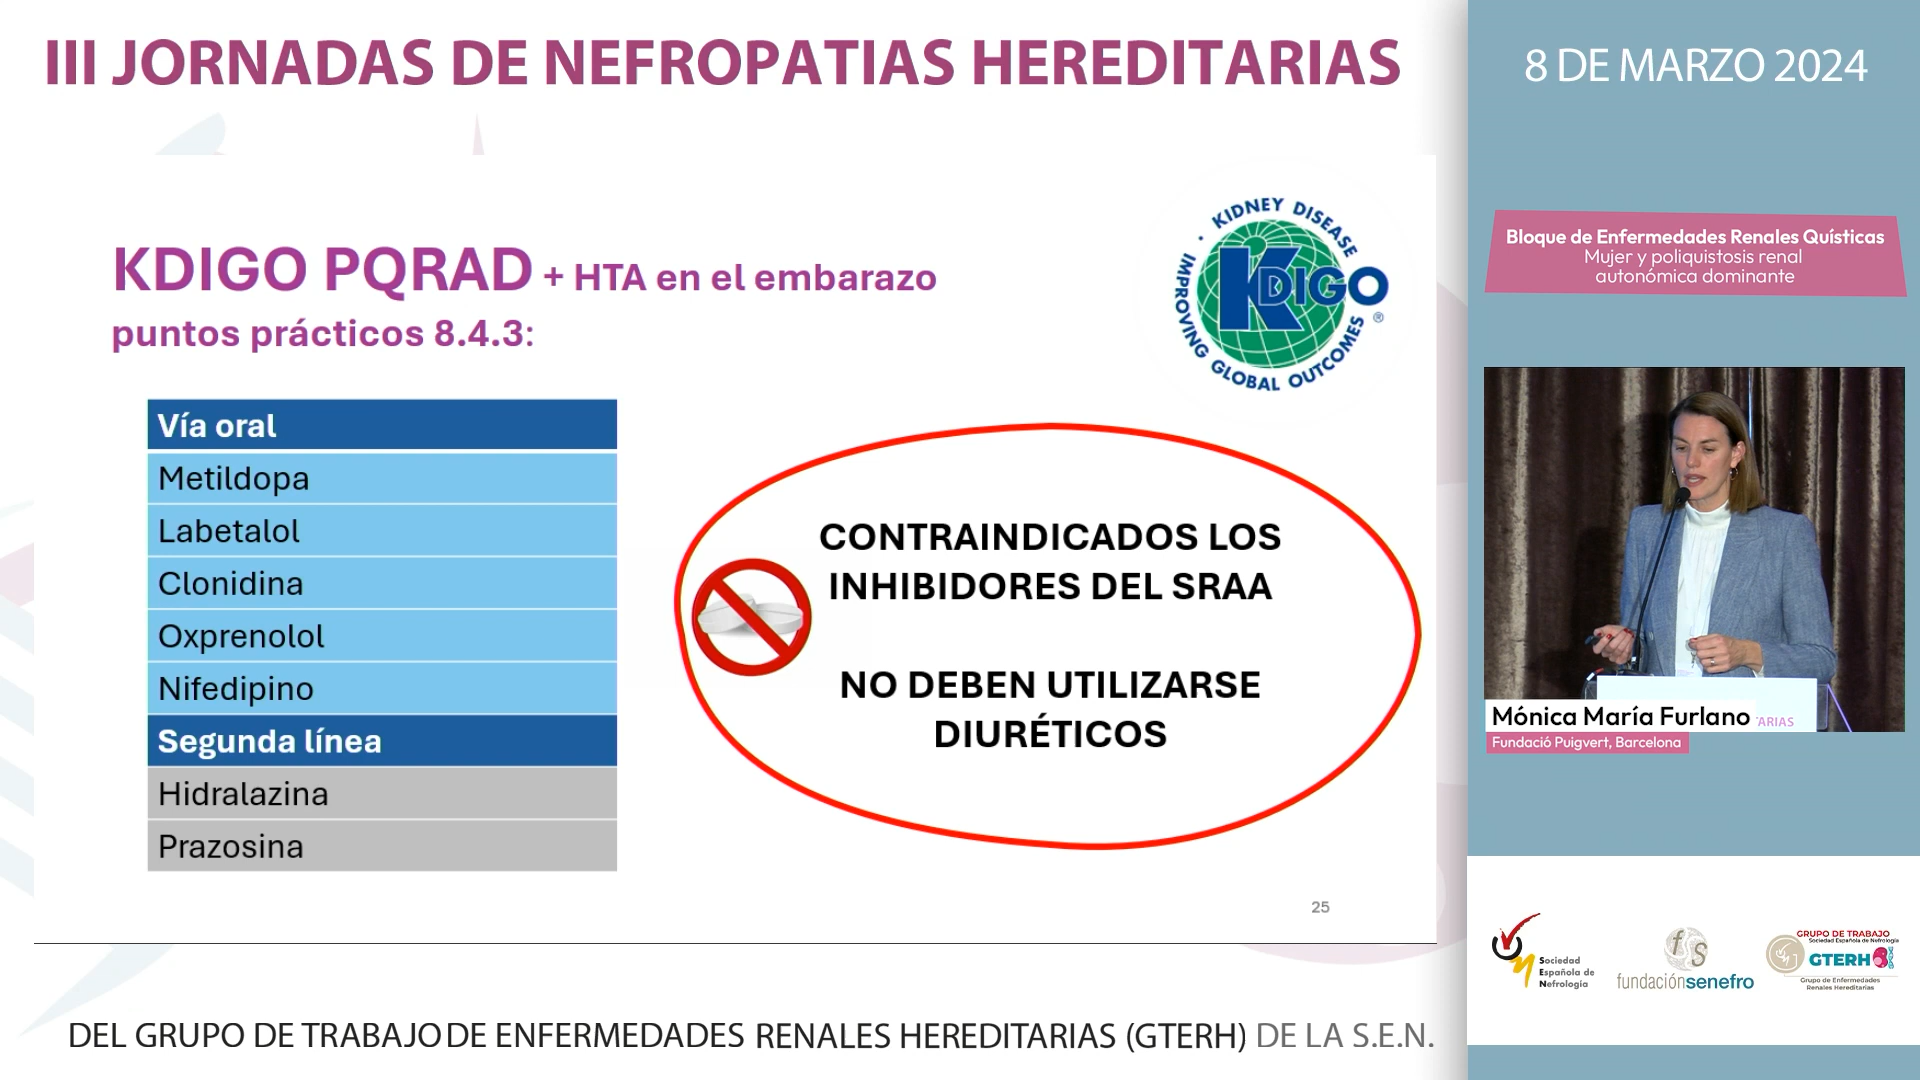 III JORNADAS DE NEFROPATIAS HEREDITARIAS
8 DE MARZO 2024
Bloque de Enfermedades Renales Quísticas
Mujer y poliquistosis renal
autonómica dominante
KDIGO PQRAD + HTA en el embarazo
puntos prácticos 8.4.3:
KIDNEY DISEASE
KDIGO
®
IMPROVING GLOBAL OUTCOMES
Vía oral
Metildopa
Labetalol
Clonidina
Oxprenolol
Nifedipino
Segunda línea
Hidralazina
Prazosina
CONTRAINDICADOS LOS
INHIBIDORES DEL SRAA
NO DEBEN UTILIZARSE
DIURÉTICOS
25
TARIAS
Mónica María Furlano
Fundació Puigvert, Barcelona
Sociedad
Española de
Nefrología
fS
fundaciónsenefro
GRUPO DE TRABAJO
Sociedad Española de Nefrología
GTERH
Grupo de Enfermedades
Renales Hereditarias
DEL GRUPO DE TRABAJO DE ENFERMEDADES RENALES HEREDITARIAS (GTERH) DE LA S.E.N.